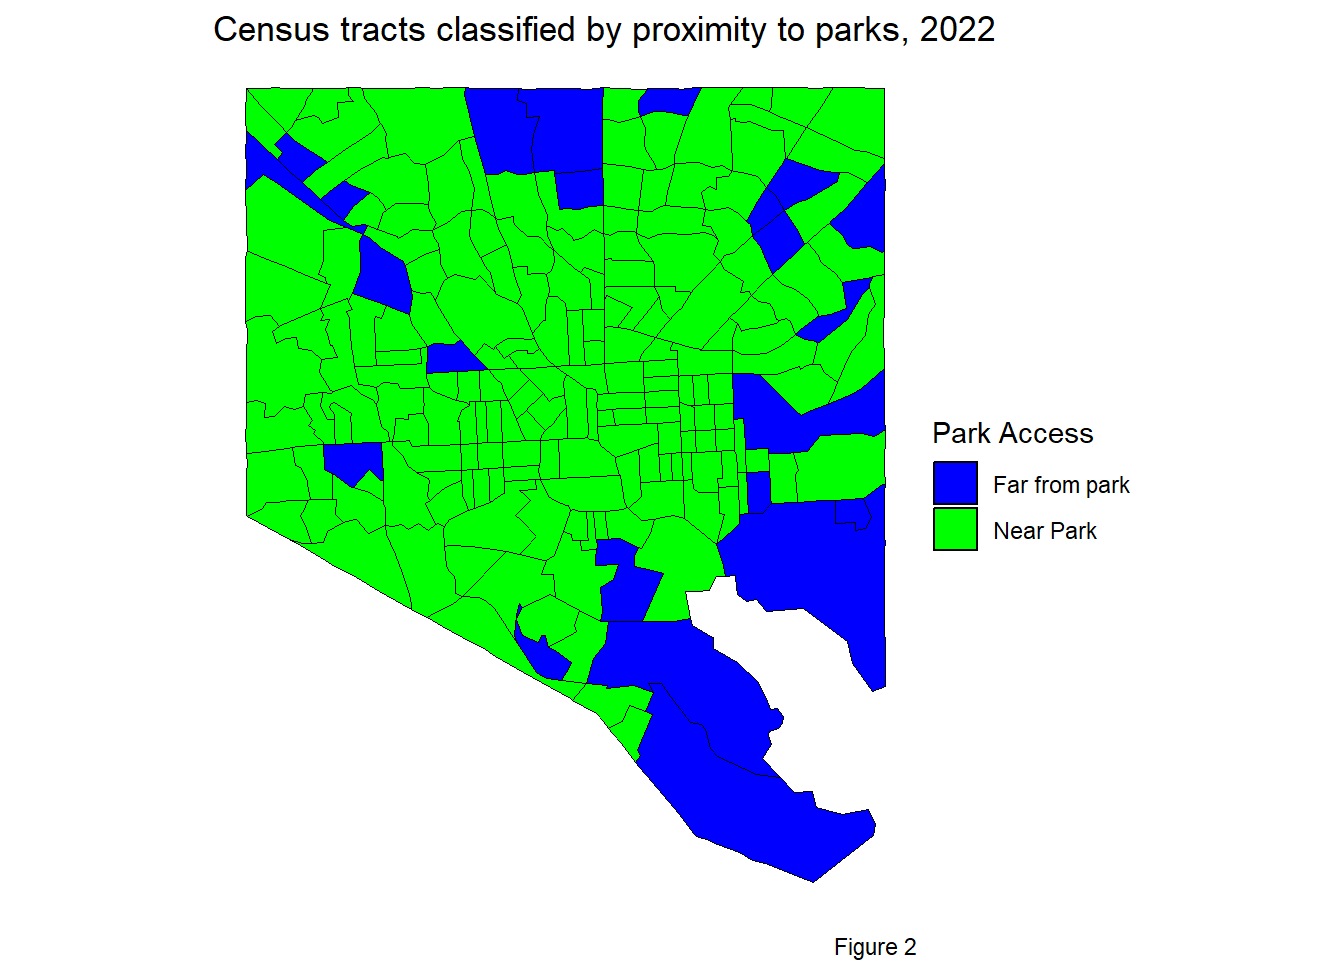 Census tracts classified by proximity to parks, 2022
Park Access
Far from park
Near Park
Figure 2